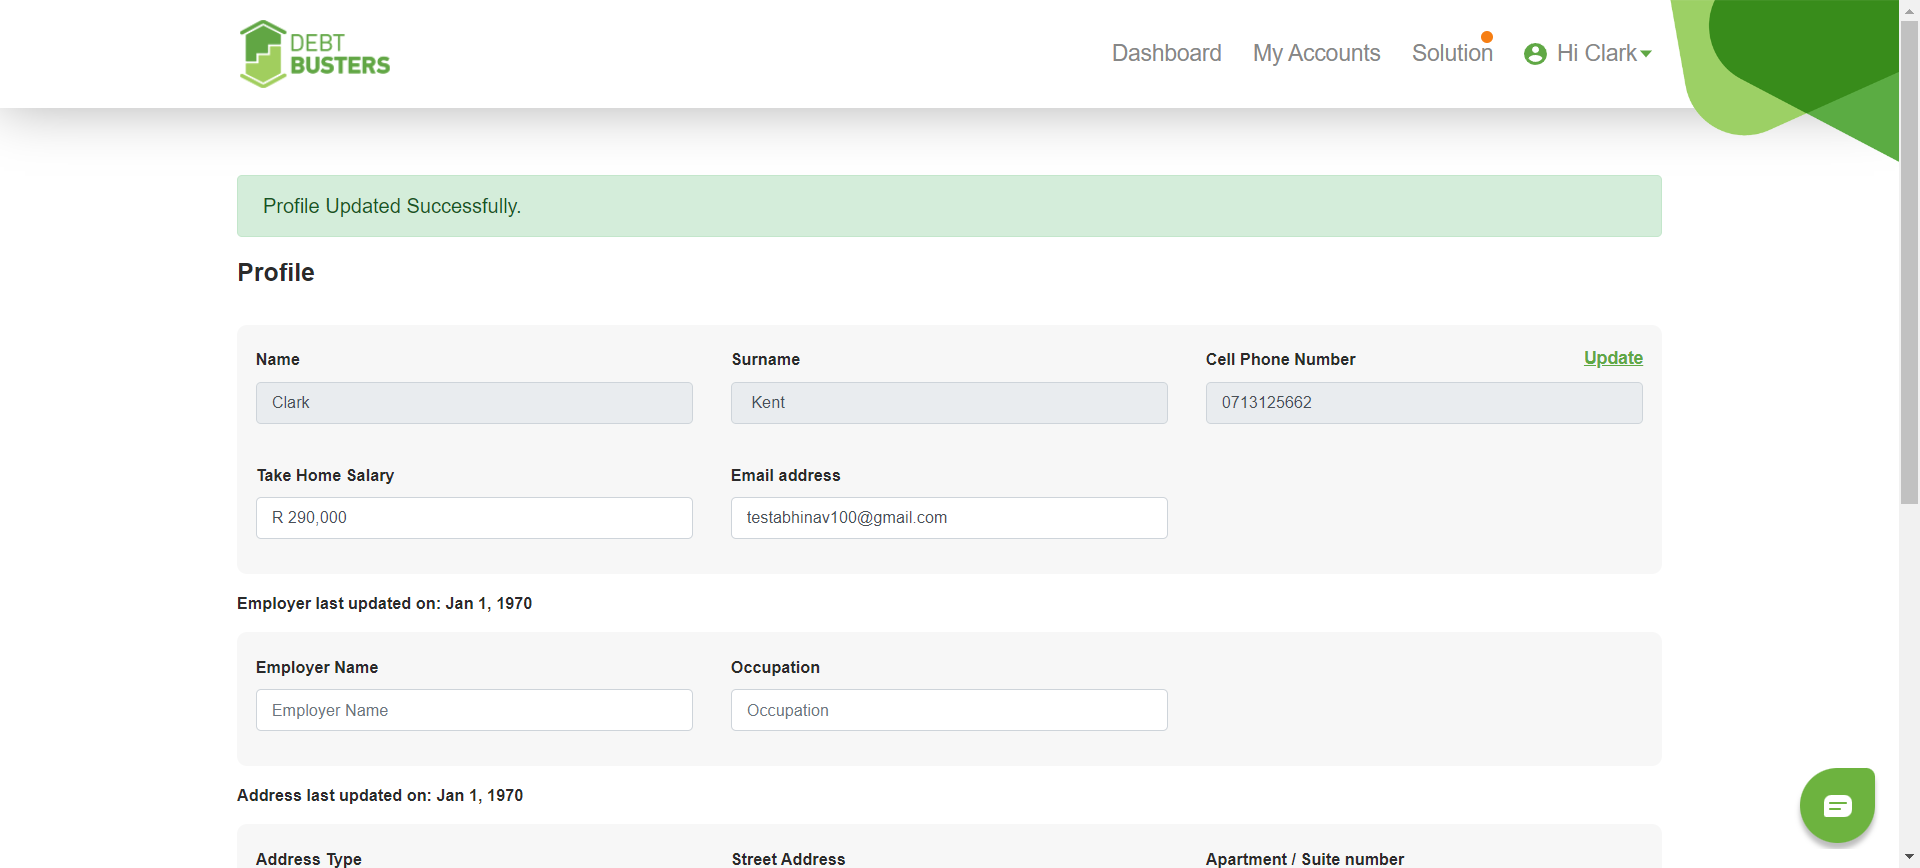 DEBT
BUSTERS
Dashboard My Accounts Solution Hi Clark
Profile Updated Successfully.
Profile
Name Surname Cell Phone Number Update
Clark Kent 0713125662
Take Home Salary Email address
R 290,000 testabhinav100@gmail.com
Employer last updated on: Jan 1, 1970
Employer Name Occupation
Employer Name Occupation
Address last updated on: Jan 1, 1970
Address Type Street Address Apartment / Suite number